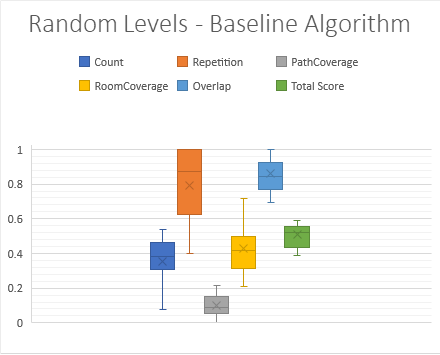 Random Levels - Baseline Algorithm
Count Repetition PathCoverage
RoomCoverage Overlap Total Score
1
0.8
0.6
0.4
0.2
0